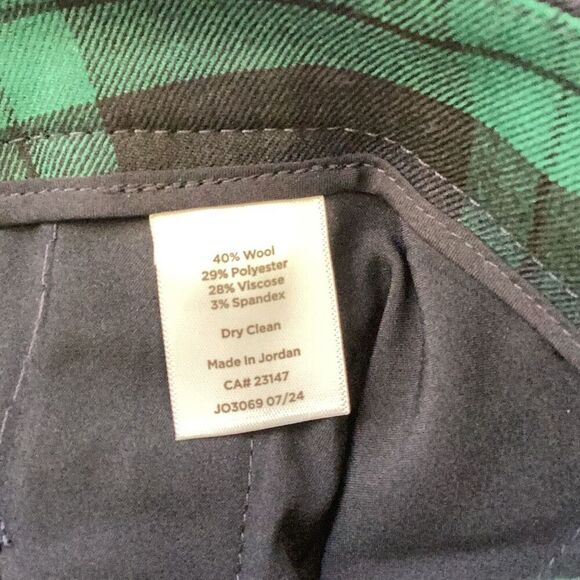 40% Wool
29% Polyester
28% Viscose
3% Spandex
Dry Clean
Made In Jordan
CA# 23147
JO3069 07/24